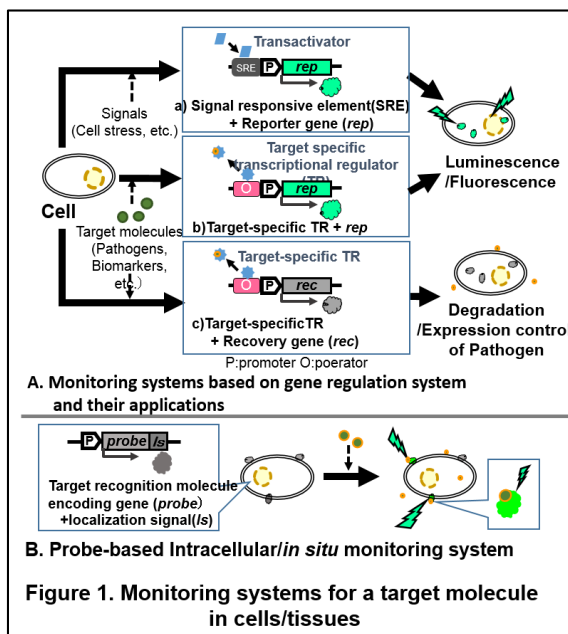 Transactivator
SRE P rep
a) Signal responsive element(SRE)
+ Reporter gene (rep)
Signals
(Cell stress, etc.)
Luminescence
/Fluorescence
Target specific
transcriptional regulator
(TR)
O P rep
b)Target-specific TR + rep
Cell
Target molecules
(Pathogens,
Biomarkers,
etc.)
Target-specific TR
O P rec
c)Target-specificTR
+ Recovery gene (rec)
Degradation
/Expression control
of Pathogen
P:promoter O:poerator
A. Monitoring systems based on gene regulation system
and their applications
P probe ls
Target recognition molecule
encoding gene (probe)
+localization signal(ls)
B. Probe-based Intracellular/in situ monitoring system
Figure 1. Monitoring systems for a target molecule
in cells/tissues